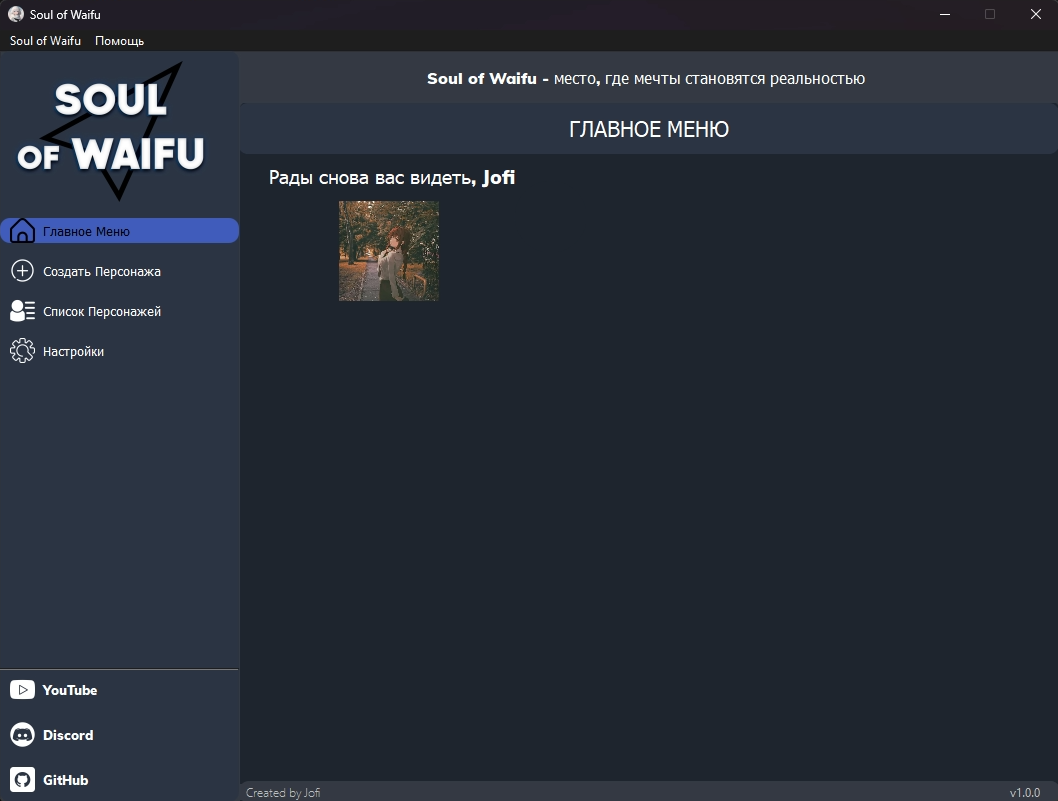 Soul of Waifu
Soul of Waifu Помощь
SOUL
OF WAIFU
Главное Меню
Создать Персонажа
Список Персонажей
Настройки
YouTube
Discord
GitHub
Soul of Waifu - место, где мечты становятся реальностью
ГЛАВНОЕ МЕНЮ
Рады снова вас видеть, Jofi
Created by Jofi
v1.0.0